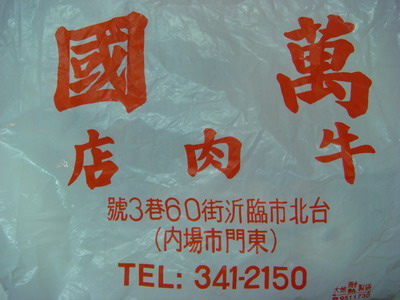 萬國
牛肉店
台北市臨沂街60巷3號
(東門市場內)
TEL: 341-2150